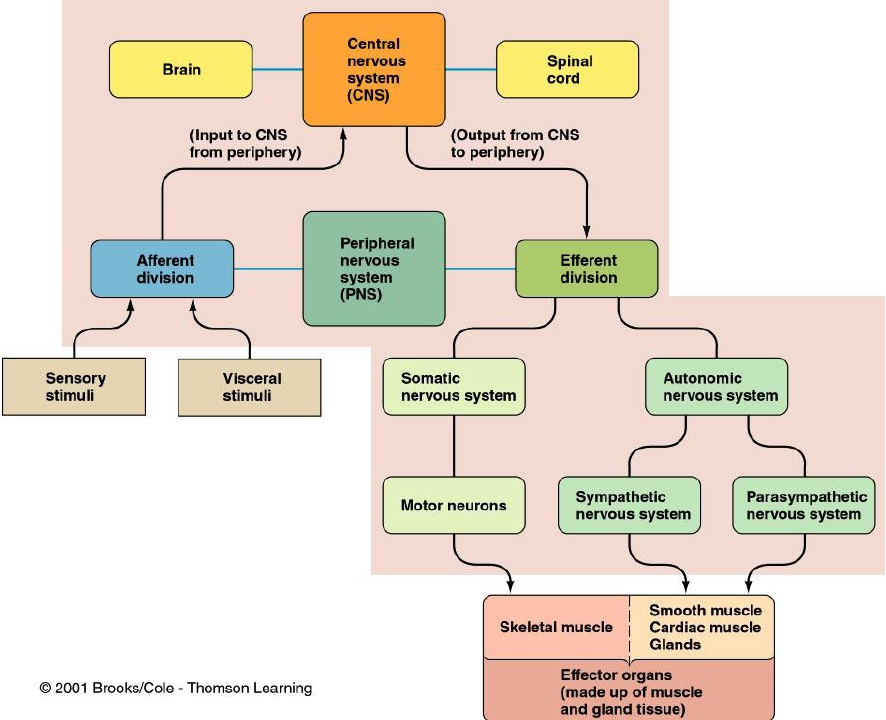 Brain
Central
nervous
system
(CNS)
Spinal
cord
(Input to CNS
from periphery)
(Output from CNS
to periphery)
Afferent
division
Peripheral
nervous
system
(PNS)
Efferent
division
Sensory
stimuli
Visceral
stimuli
Somatic
nervous system
Autonomic
nervous system
Motor neurons
Sympathetic
nervous system
Parasympathetic
nervous system
Skeletal muscle
Smooth muscle
Cardiac muscle
Glands
Effector organs
(made up of muscle
and gland tissue)
© 2001 Brooks/Cole - Thomson Learning